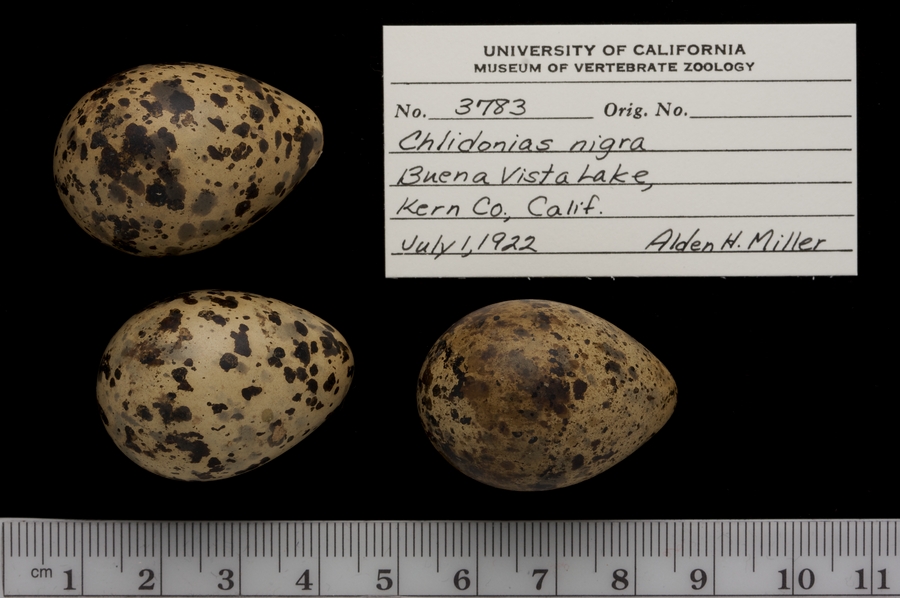 UNIVERSITY OF CALIFORNIA
MUSEUM OF VERTEBRATE ZOOLOGY
No. 3783 Orig. No.
Chlidonias nigra
Buena Vista Lake,
Kern Co., Calif.
July 1, 1922 Alden H. Miller
cm 1 2 3 4 5 6 7 8 9 10 11